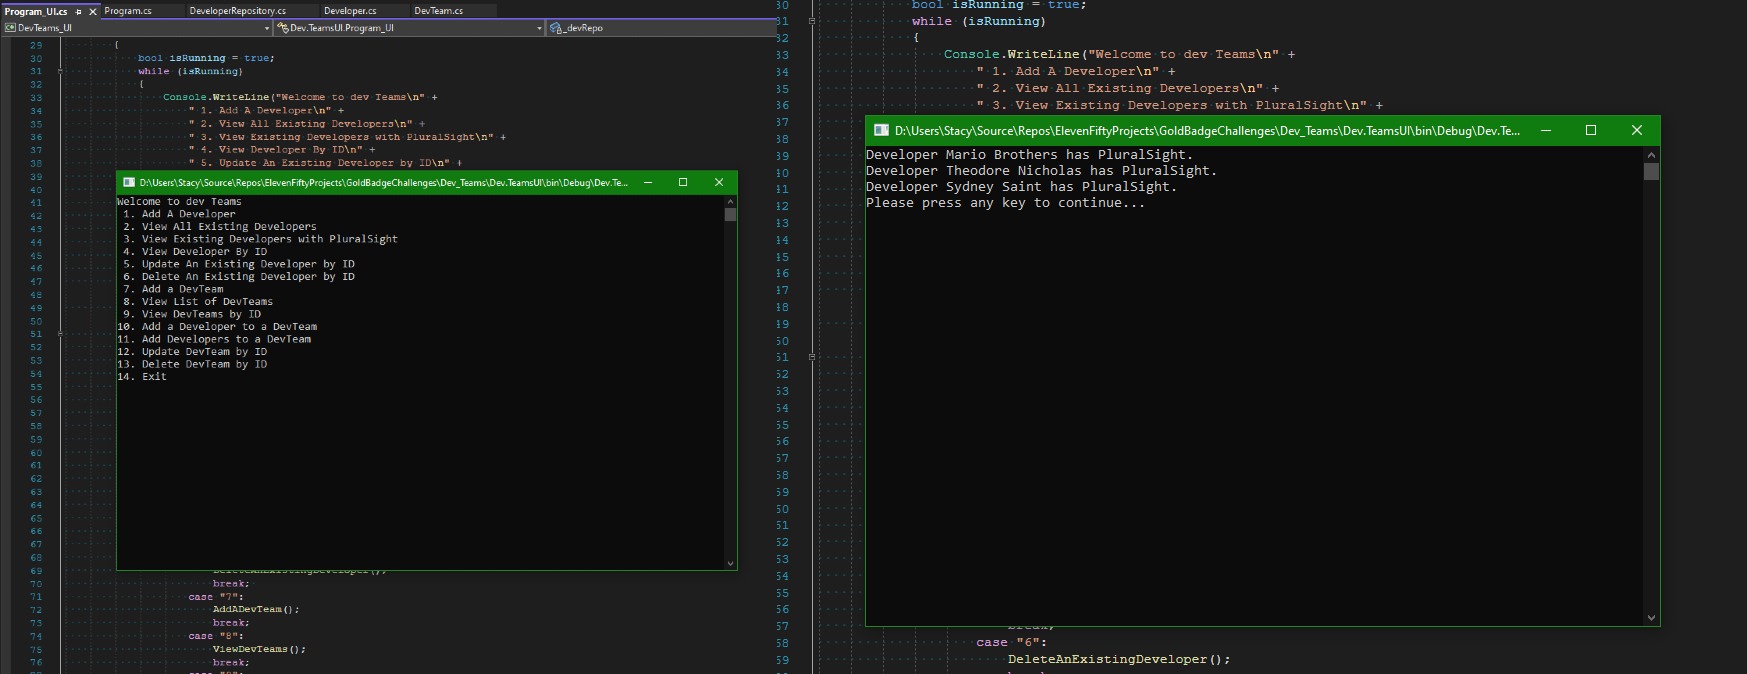 Program_UI.cs Program.cs DeveloperRepository.cs Developer.cs DevTeam.cs
DevTeams_UI Dev.TeamsUI.Program_UI _devRepo
29 {
30 bool isRunning = true;
31 while (isRunning)
32 {
33 Console.WriteLine("Welcome to dev Teams\n" +
34 " 1. Add A Developer\n" +
35 " 2. View All Existing Developers\n" +
36 " 3. View Existing Developers with PluralSight\n" +
37 " 4. View Developer By ID\n" +
38 " 5. Update An Existing Developer by ID\n" +
39
40
41
42
43
44
45
46
47
48
49
50
51
52
53
54
55
56
57
58
59
60
61
62
63
64
65
66
67
68
69 DeleteAnExistingDeveloper();
70 break;
71 case "7":
72 AddADevTeam();
73 break;
74 case "8":
75 ViewDevTeams();
76 break;
D:\Users\Stacy\Source\Repos\ElevenFiftyProjects\GoldBadgeChallenges\Dev_Teams\Dev.TeamsUI\bin\Debug\Dev.Te...
Welcome to dev Teams
1. Add A Developer
2. View All Existing Developers
3. View Existing Developers with PluralSight
4. View Developer By ID
5. Update An Existing Developer by ID
6. Delete An Existing Developer by ID
7. Add a DevTeam
8. View List of DevTeams
9. View DevTeams by ID
10. Add a Developer to a DevTeam
11. Add Developers to a DevTeam
12. Update DevTeam by ID
13. Delete DevTeam by ID
14. Exit
30 bool isRunning = true;
31 while (isRunning)
32 {
33 Console.WriteLine("Welcome to dev Teams\n" +
34 " 1. Add A Developer\n" +
35 " 2. View All Existing Developers\n" +
36 " 3. View Existing Developers with PluralSight\n" +
37
38
39
40
41
42
43
44
45
46
47
48
49
50
51
52
53
54
55
56
57
58
59
60
61
62
63
64
65
66
67 break;
68 case "6":
69 DeleteAnExistingDeveloper();
D:\Users\Stacy\Source\Repos\ElevenFiftyProjects\GoldBadgeChallenges\Dev_Teams\Dev.TeamsUI\bin\Debug\Dev.Te...
Developer Mario Brothers has PluralSight.
Developer Theodore Nicholas has PluralSight.
Developer Sydney Saint has PluralSight.
Please press any key to continue...